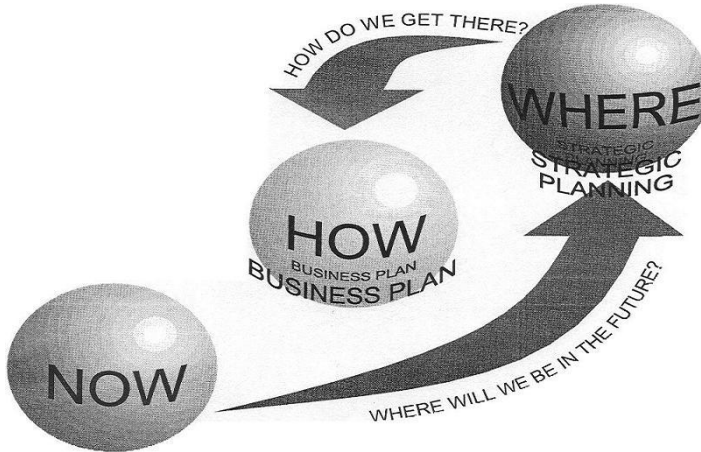 HOW DO WE GET THERE?
WHERE
STRATEGIC
PLANNING
STRATEGIC
PLANNING
HOW
BUSINESS PLAN
BUSINESS PLAN
NOW
WHERE WILL WE BE IN THE FUTURE?